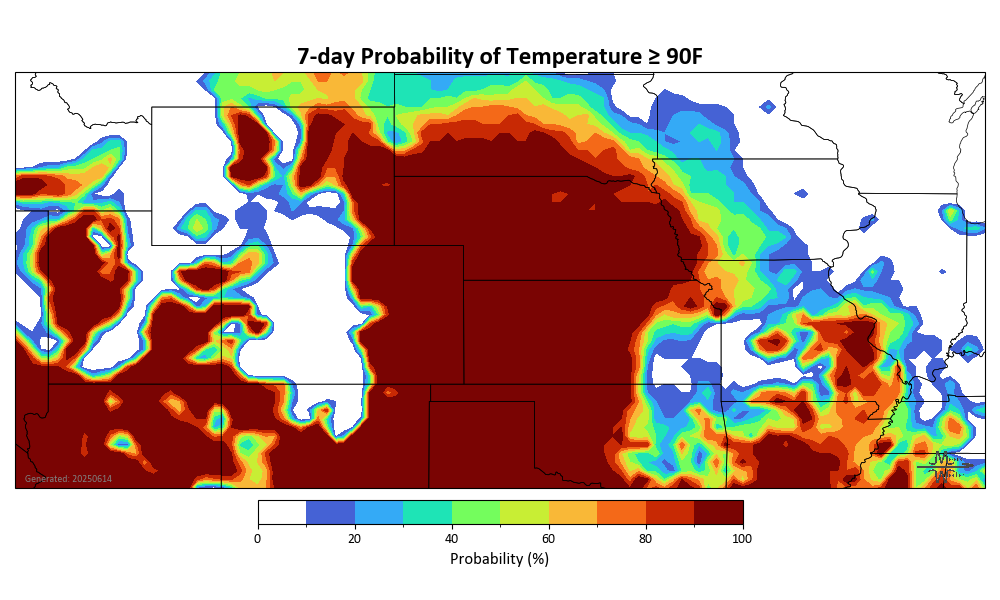 7-day Probability of Temperature ≥ 90F
Generated: 20250614
0 20 40 60 80 100
Probability (%)